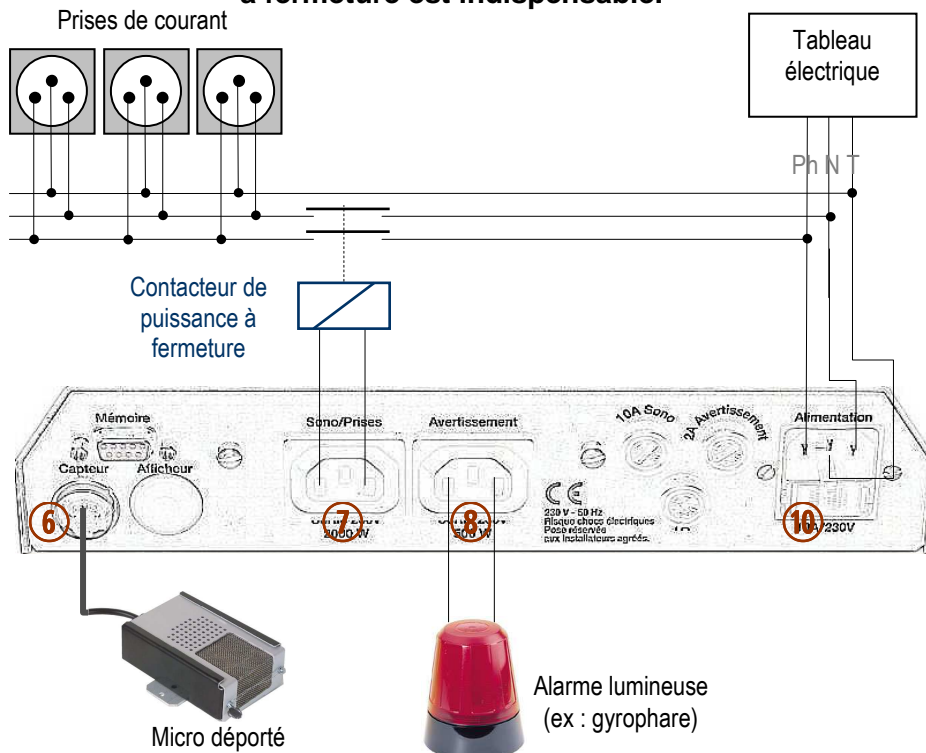 à fermeture est indispensable.
Prises de courant
Tableau
électrique
Ph N T
Contacteur de
puissance à
fermeture
Mémoire
Sono/Prises
Avertissement
10A Sono
2A Avertissement
Alimentation
Capteur
Afficheur
230 V - 50 Hz
Risque chocs électriques
Pose réservée
aux installateurs agréés.
2000 W
500 W
10A/230V
6
7
8
10
Micro déporté
Alarme lumineuse
(ex : gyrophare)